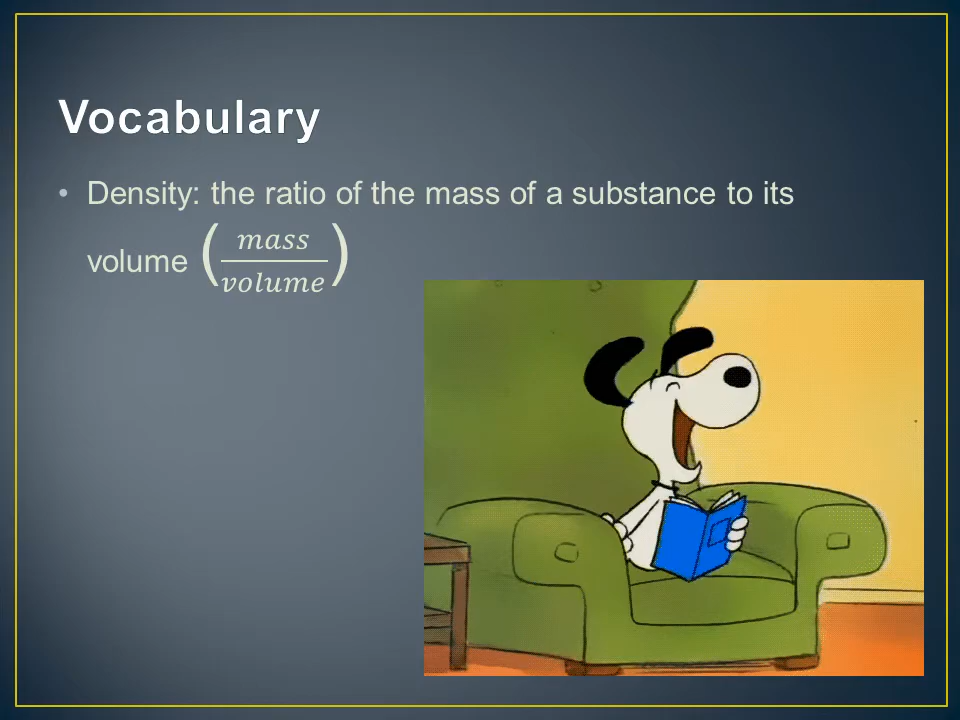 Vocabulary
• Density: the ratio of the mass of a substance to its
volume (mass/volume)